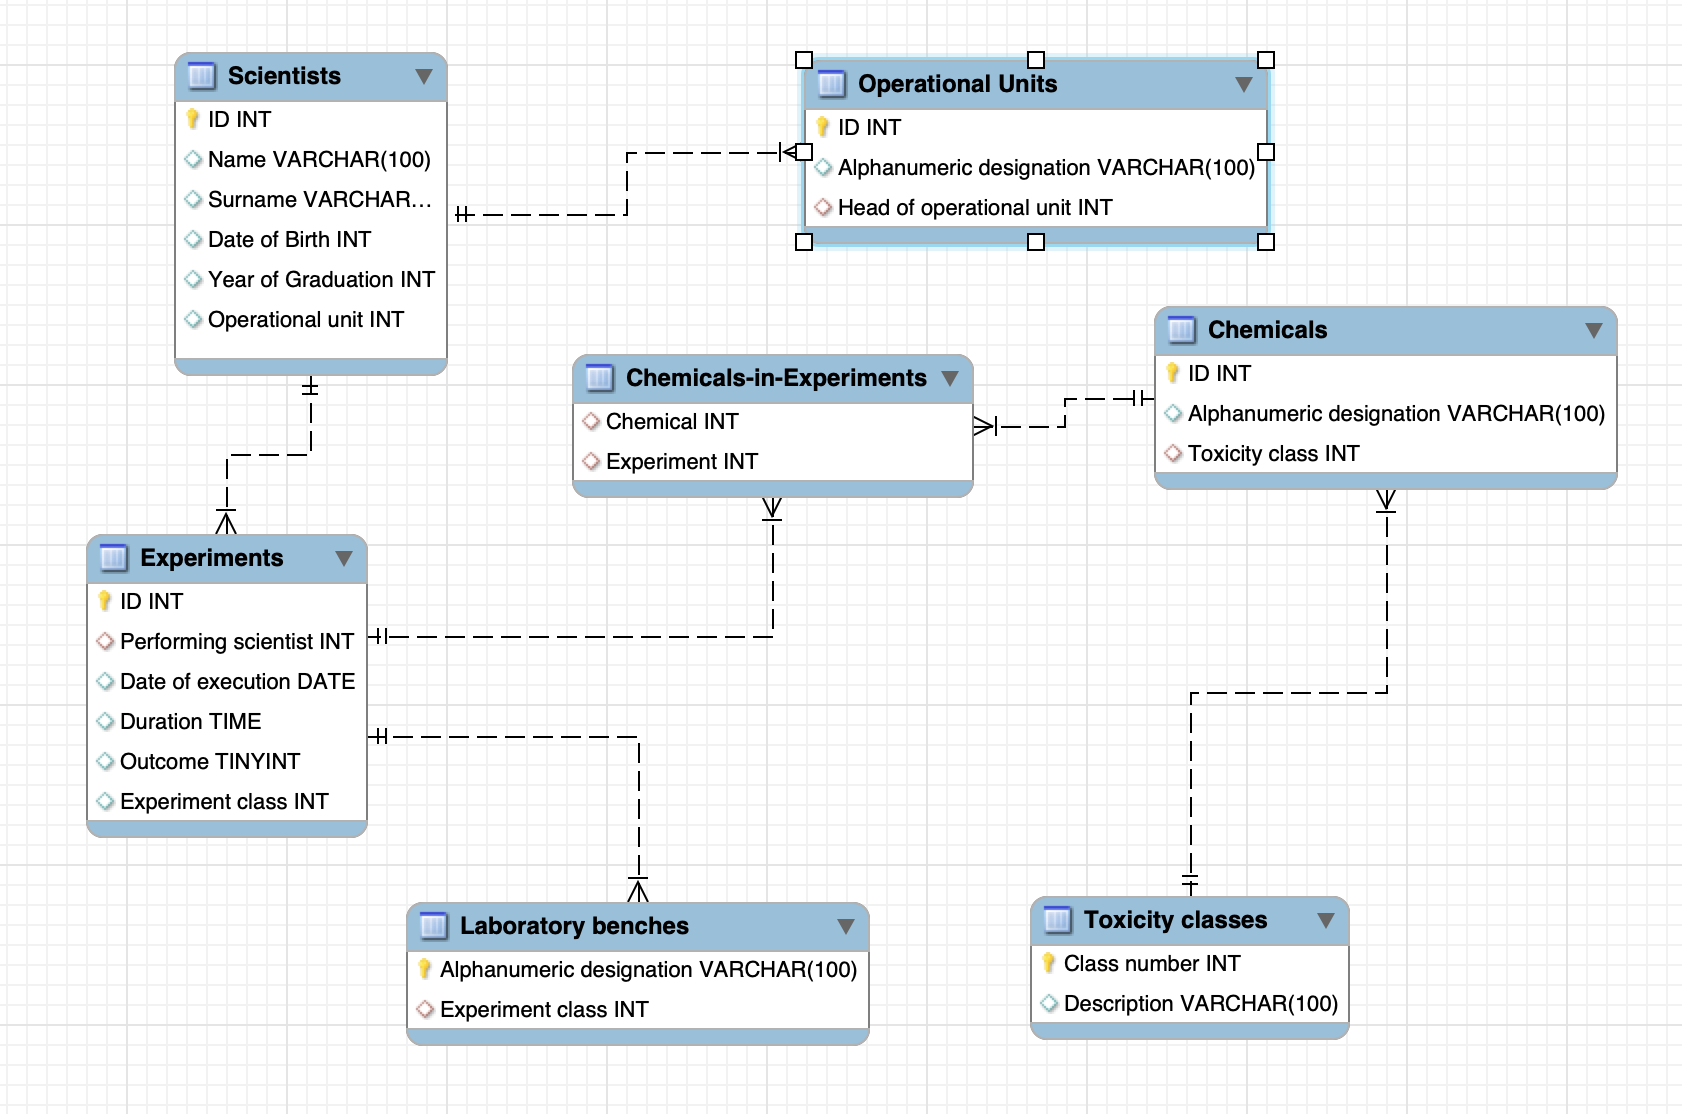 Scientists
ID INT
Name VARCHAR(100)
Surname VARCHAR...
Date of Birth INT
Year of Graduation INT
Operational unit INT
Operational Units
ID INT
Alphanumeric designation VARCHAR(100)
Head of operational unit INT
Chemicals-in-Experiments
Chemical INT
Experiment INT
Chemicals
ID INT
Alphanumeric designation VARCHAR(100)
Toxicity class INT
Experiments
ID INT
Performing scientist INT
Date of execution DATE
Duration TIME
Outcome TINYINT
Experiment class INT
Laboratory benches
Alphanumeric designation VARCHAR(100)
Experiment class INT
Toxicity classes
Class number INT
Description VARCHAR(100)